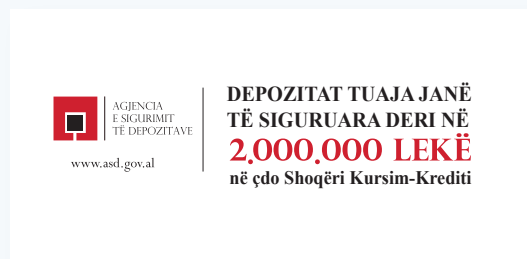 AGJENCIA
E SIGURIMIT
TË DEPOZITAVE
www.asd.gov.al
DEPOZITAT TUAJA JANË
TË SIGURUARA DERI NË
2.000.000 LEKË
në çdo Shoqëri Kursim-Krediti